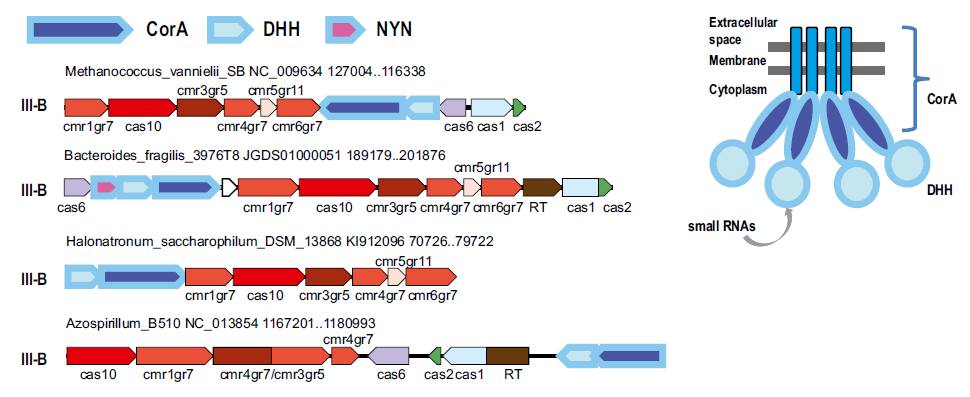 CorA DHH NYN
Methanococcus_vannielii_SB NC_009634 127004..116338
cmr3gr5 cmr5gr11
III-B
cmr1gr7 cas10 cmr4gr7 cmr6gr7 cas6 cas1 cas2
Bacteroides_fragilis_3976T8 JGDS01000051 189179..201876
cmr5gr11
III-B
cas6 cmr1gr7 cas10 cmr3gr5 cmr4gr7 cmr6gr7 RT cas1 cas2
Halonatronum_saccharophilum_DSM_13868 KI912096 70726..79722
cmr5gr11
III-B
cmr1gr7 cas10 cmr3gr5 cmr4gr7 cmr6gr7
Azospirillum_B510 NC_013854 1167201..1180993
cmr4gr7
III-B
cas10 cmr1gr7 cmr4gr7/cmr3gr5 cas6 cas2 cas1 RT
Extracellular
space
Membrane
Cytoplasm
CorA
DHH
small RNAs